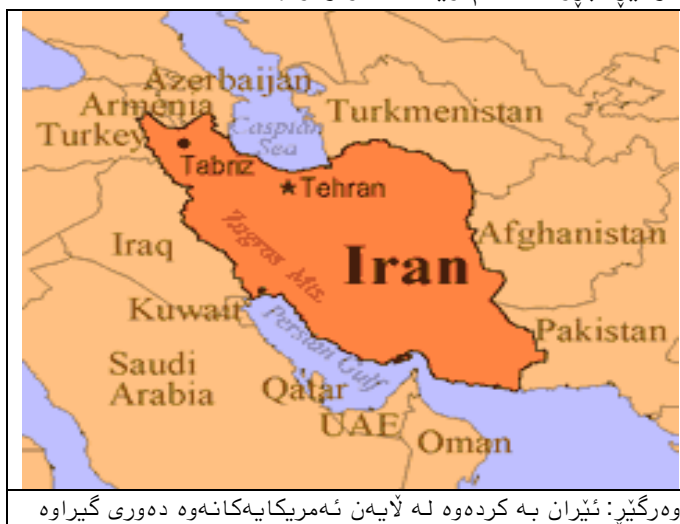 Azerbaijan
Armenia
Turkmenistan
Turkey
Caspian
Sea
Tabriz
Tehran
Afghanistan
Iraq
Zagros Mts.
Iran
Kuwait
Pakistan
Persian Gulf
Saudi
Arabia
Qatar
UAE
Oman
وەرگێڕ: ئێران بە کردەوە لە لایەن ئەمریکایەکانەوە دەوری گیراوە